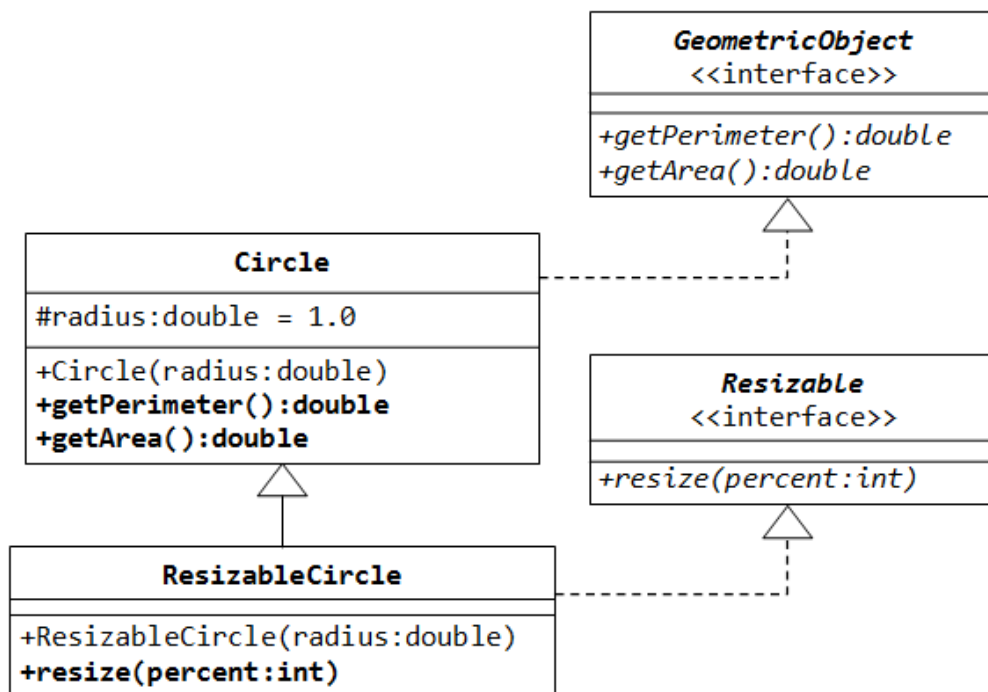 GeometricObject
<<interface>>
+getPerimeter():double
+getArea():double
Circle
#radius:double = 1.0
+Circle(radius:double)
+getPerimeter():double
+getArea():double
Resizable
<<interface>>
+resize(percent:int)
ResizableCircle
+ResizableCircle(radius:double)
+resize(percent:int)